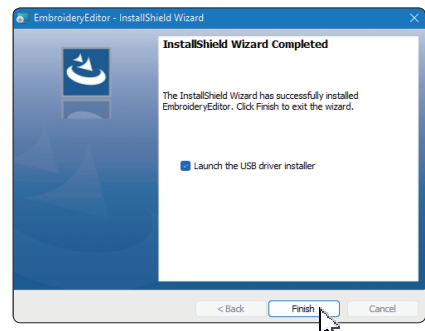 EmbroideryEditor - InstallShield Wizard
InstallShield Wizard Completed
The InstallShield Wizard has successfully installed
EmbroideryEditor. Click Finish to exit the wizard.
Launch the USB driver installer
< Back
Finish
Cancel